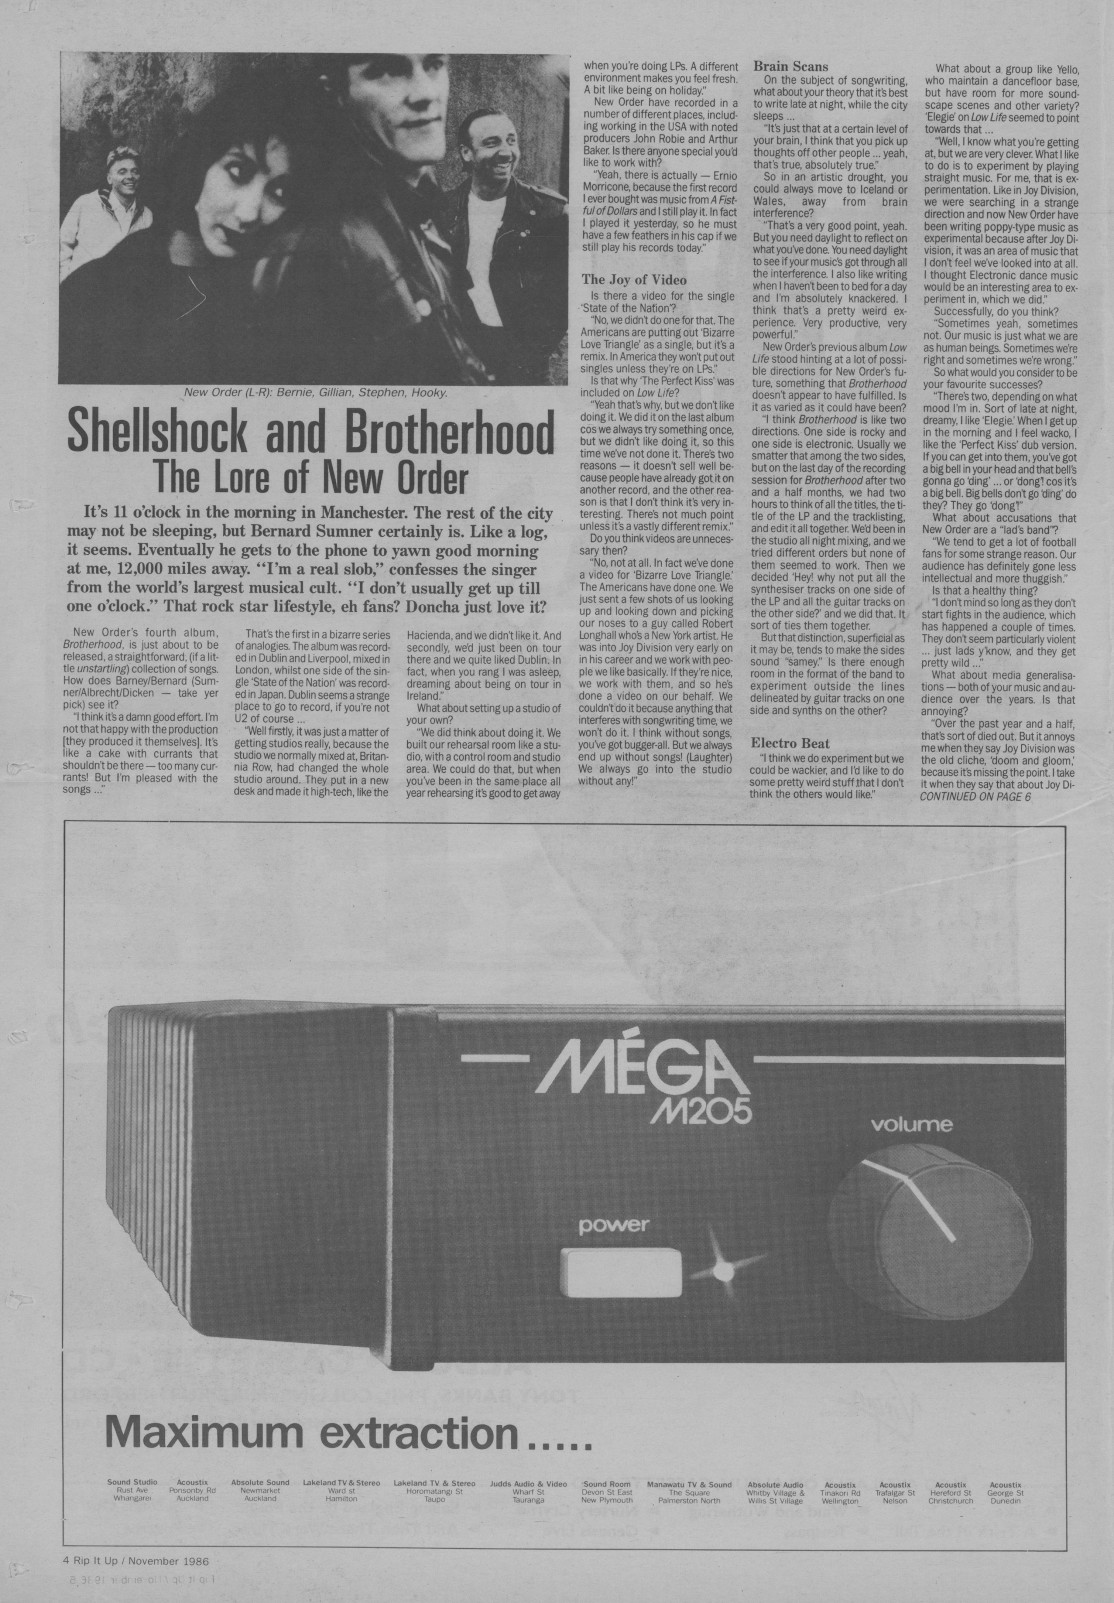 New Order (L-R): Bernie, Gillian, Stephen, Hooky.
Shellshock and Brotherhood
The Lore of New Order
It's 11 o'clock in the morning in Manchester. The rest of the city
may not be sleeping, but Bernard Sumner certainly is. Like a log,
it seems. Eventually he gets to the phone to yawn good morning
at me, 12,000 miles away. "I'm a real slob," confesses the singer
from the world's largest musical cult. "I don't usually get up till
one o'clock." That rock star lifestyle, eh fans? Doncha just love it?
New Order's fourth album,
Brotherhood, is just about to be
released, a straightforward, (if a lit-
tle unstartling) collection of songs.
How does Barney/Bernard (Sum-
ner/Albrecht/Dicken — take yer
pick) see it?
"I think it's a damn good effort. I'm
not that happy with the production
[they produced it themselves]. It's
like a cake with currants that
shouldn't be there — too many cur-
rants! But I'm pleased with the
songs ..."
That's the first in a bizarre series
of analogies. The album was record-
ed in Dublin and Liverpool, mixed in
London, whilst one side of the sin-
gle 'State of the Nation' was record-
ed in Japan. Dublin seems a strange
place to go to record, if you're not
U2 of course ...
"Well firstly, it was just a matter of
getting studios really, because the
studio we normally mixed at, Britan-
nia Row, had changed the whole
studio around. They put in a new
desk and made it high-tech, like the
Hacienda, and we didn't like it. And
secondly, we'd just been on tour
there and we quite liked Dublin. In
fact, when you rang I was asleep,
dreaming about being on tour in
Ireland."
What about setting up a studio of
your own?
"We did think about doing it. We
built our rehearsal room like a stu-
dio, with a control room and studio
area. We could do that, but when
you've been in the same place all
year rehearsing it's good to get away
when you're doing LPs. A different
environment makes you feel fresh.
A bit like being on holiday."
New Order have recorded in a
number of different places, includ-
ing working in the USA with noted
producers John Robie and Arthur
Baker. Is there anyone special you'd
like to work with?
"Yeah, there is actually — Ernio
Morricone, because the first record
I ever bought was music from A Fist-
ful of Dollars and I still play it. In fact
I played it yesterday, so he must
have a few feathers in his cap if we
still play his records today."
The Joy of Video
Is there a video for the single
'State of the Nation'?
"No, we didn't do one for that. The
Americans are putting out 'Bizarre
Love Triangle' as a single, but it's a
remix. In America they won't put out
singles unless they're on LPs."
Is that why 'The Perfect Kiss' was
included on Low Life?
"Yeah that's why, but we don't like
doing it. We did it on the last album
cos we always try something once,
but we didn't like doing it, so this
time we've not done it. There's two
reasons — it doesn't sell well be-
cause people have already got it on
another record, and the other rea-
son is that I don't think it's very in-
teresting. There's not much point
unless it's a vastly different remix."
Do you think videos are unneces-
sary then?
"No, not at all. In fact we've done
a video for 'Bizarre Love Triangle.'
The Americans have done one. We
just sent a few shots of us looking
up and looking down and picking
our noses to a guy called Robert
Longhall who's a New York artist. He
was into Joy Division very early on
in his career and we work with peo-
ple we like basically. If they're nice,
we work with them, and so he's
done a video on our behalf. We
couldn't do it because anything that
interferes with songwriting time, we
won't do it. I think without songs,
you've got bugger-all. But we always
end up without songs! (Laughter)
We always go into the studio
without any!"
Brain Scans
On the subject of songwriting,
what about your theory that it's best
to write late at night, while the city
sleeps ...
"It's just that at a certain level of
your brain, I think that you pick up
thoughts off other people ... yeah,
that's true, absolutely true."
So in an artistic drought, you
could always move to Iceland or
Wales, away from brain
interference?
"That's a very good point, yeah.
But you need daylight to reflect on
what you've done. You need daylight
to see if your music's got through all
the interference. I also like writing
when I haven't been to bed for a day
and I'm absolutely knackered. I
think that's a pretty weird ex-
perience. Very productive, very
powerful."
New Order's previous album Low
Life stood hinting at a lot of possi-
ble directions for New Order's fu-
ture, something that Brotherhood
doesn't appear to have fulfilled. Is
it as varied as it could have been?
"I think Brotherhood is like two
directions. One side is rocky and
one side is electronic. Usually we
smatter that among the two sides,
but on the last day of the recording
session for Brotherhood after two
and a half months, we had two
hours to think of all the titles, the ti-
tle of the LP and the tracklisting,
and edit it all together. We'd been in
the studio all night mixing, and we
tried different orders but none of
them seemed to work. Then we
decided 'Hey! why not put all the
synthesiser tracks on one side of
the LP and all the guitar tracks on
the other side?' and we did that. It
sort of ties them together.
But that distinction, superficial as
it may be, tends to make the sides
sound "samey." Is there enough
room in the format of the band to
experiment outside the lines
delineated by guitar tracks on one
side and synths on the other?
Electro Beat
"I think we do experiment but we
could be wackier, and I'd like to do
some pretty weird stuff that I don't
think the others would like."
What about a group like Yello,
who maintain a dancefloor base,
but have room for more sound-
scape scenes and other variety?
'Elegie' on Low Life seemed to point
towards that ...
"Well, I know what you're getting
at, but we are very clever. What I like
to do is to experiment by playing
straight music. For me, that is ex-
perimentation. Like in Joy Division,
we were searching in a strange
direction and now New Order have
been writing poppy-type music as
experimental because after Joy Di-
vision, it was an area of music that
I don't feel we've looked into at all.
I thought Electronic dance music
would be an interesting area to ex-
periment in, which we did."
Successfully, do you think?
"Sometimes yeah, sometimes
not. Our music is just what we are
as human beings. Sometimes we're
right and sometimes we're wrong."
So what would you consider to be
your favourite successes?
"There's two, depending on what
mood I'm in. Sort of late at night,
dreamy, I like 'Elegie.' When I get up
in the morning and I feel wacko, I
like the 'Perfect Kiss' dub version.
If you can get into them, you've got
a big bell in your head and that bell's
gonna go 'ding' ... or 'dong'! cos it's
a big bell. Big bells don't go 'ding' do
they? They go 'dong'!"
What about accusations that
New Order are a "lad's band"?
"We tend to get a lot of football
fans for some strange reason. Our
audience has definitely gone less
intellectual and more thuggish."
Is that a healthy thing?
"I don't mind so long as they don't
start fights in the audience, which
has happened a couple of times.
They don't seem particularly violent
... just lads y'know, and they get
pretty wild ..."
What about media generalisa-
tions — both of your music and au-
dience over the years. Is that
annoying?
"Over the past year and a half,
that's sort of died out. But it annoys
me when they say Joy Division was
the old cliche, 'doom and gloom,'
because it's missing the point. I take
it when they say that about Joy Di-
CONTINUED ON PAGE 6
MÉGA
M205
volume
power
Maximum extraction.....
Sound Studio
Rust Ave
Whangarei
Acoustix
Ponsonby Rd
Auckland
Absolute Sound
Newmarket
Auckland
Lakeland TV & Stereo
Ward st
Hamilton
Lakeland TV & Stereo
Horomatangi St
Taupo
Judds Audio & Video
Wharf St
Tauranga
Sound Room
Devon St East
New Plymouth
Manawatu TV & Sound
The Square
Palmerston North
Absolute Audio
Whitby Village &
Willis St Village
Acoustix
Tinakori Rd
Wellington
Acoustix
Trafalgar St
Nelson
Acoustix
Hereford St
Christchurch
Acoustix
George St
Dunedin
4 Rip It Up / November 1986